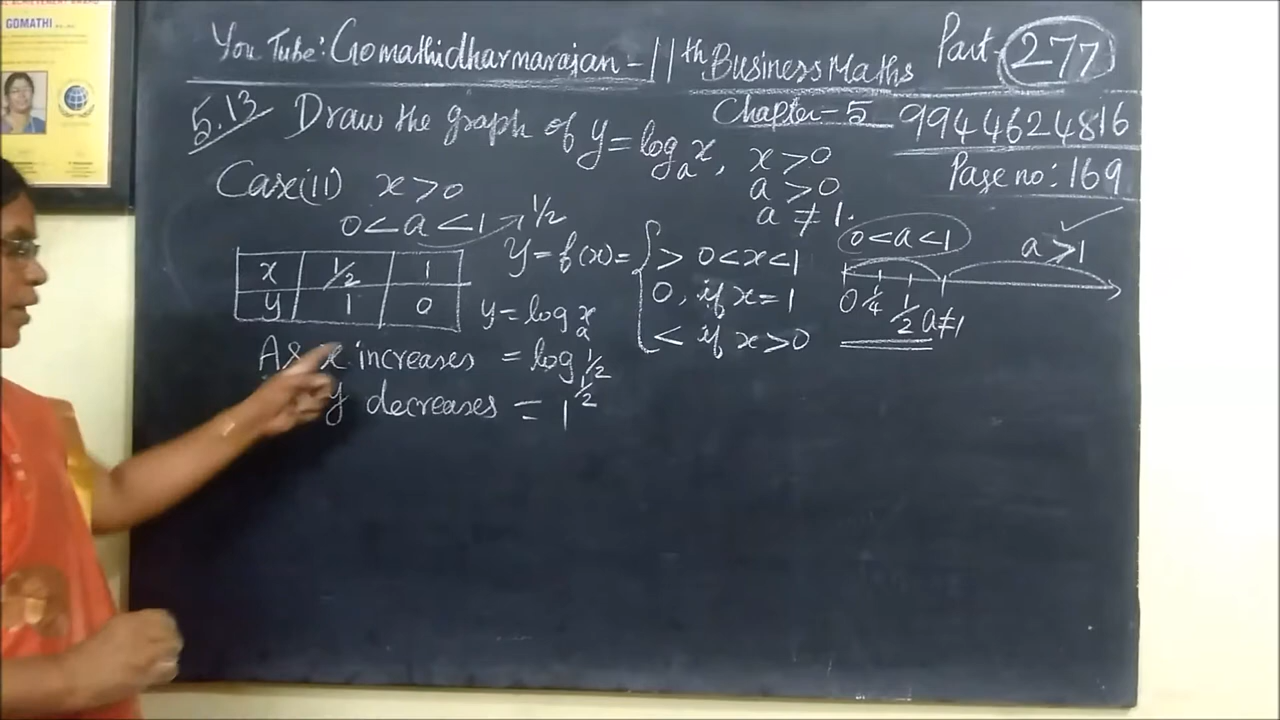 GOMATHI
You Tube: Gomathidharmarajan - 11th Business Maths Part - 277
5.13 Draw the graph of y = logₐx, x > 0
a > 0
a ≠ 1.
Chapter - 5 9944624816
Page no: 169
Case(ii) x > 0
0 < a < 1 → 1/2
x 1/2 1
y 1 0
As x increases
y decreases
y = f(x) = { > 0 < x < 1
0, if x = 1
< if x > 0
y = logₐx
= log 1/2 1/2
= 1
0 < a < 1 a > 1 ✓
0 1/4 1/2 a ≠ 1